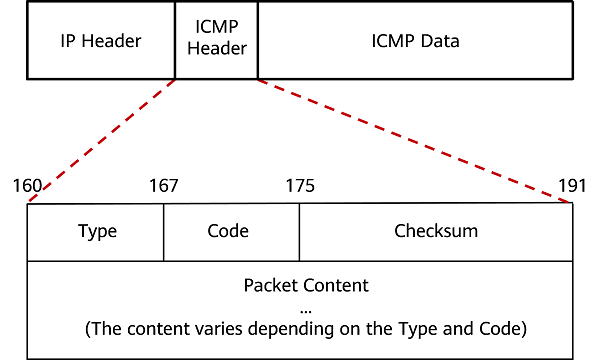 IP Header
ICMP
Header
ICMP Data
160 167 175 191
Type Code Checksum
Packet Content
...
(The content varies depending on the Type and Code)